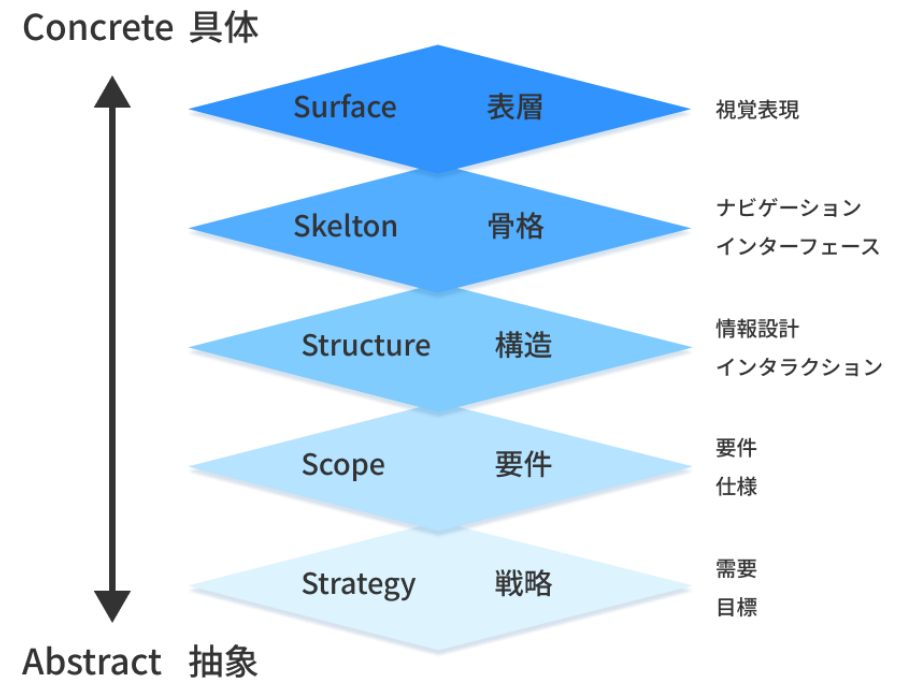 Concrete 具体
Surface 表層 視覚表現
Skelton 骨格 ナビゲーション
インターフェース
Structure 構造 情報設計
インタラクション
Scope 要件 要件
仕様
Strategy 戦略 需要
目標
Abstract 抽象